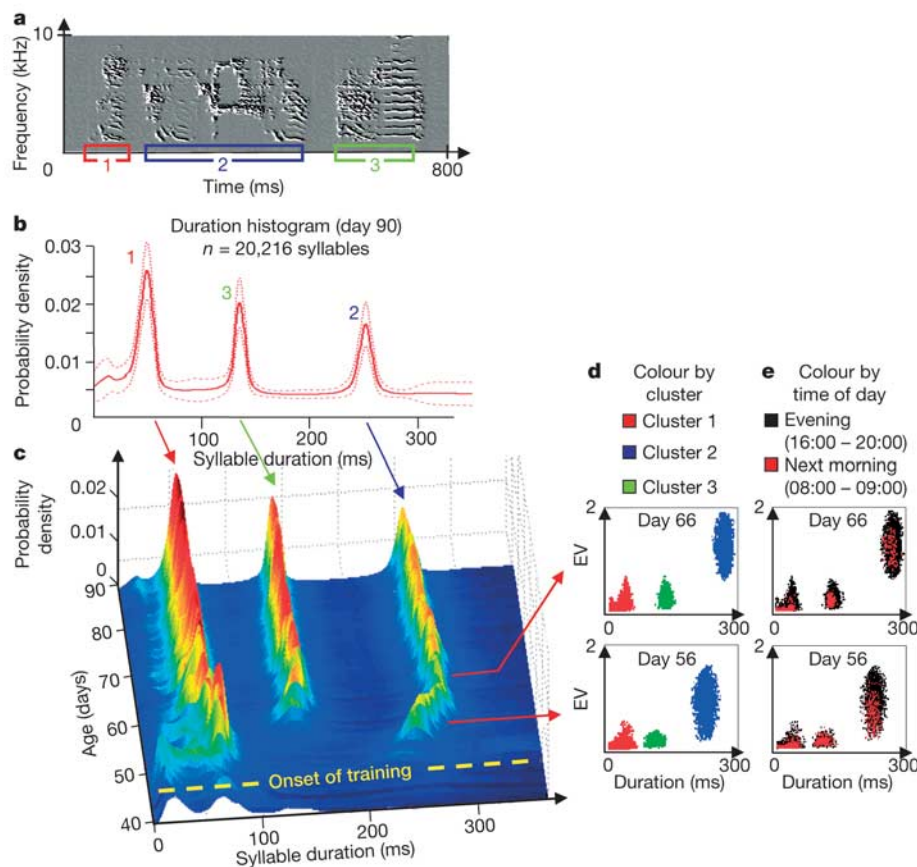 a
10
Frequency (kHz)
0
1
2
3
Time (ms)
800
b
Duration histogram (day 90)
n = 20,216 syllables
Probability density
0.03
0.02
0.01
0
1
3
2
100
200
300
Syllable duration (ms)
c
Probability
density
0.02
0.01
0
90
80
70
60
50
40
Age (days)
Onset of training
0
100
200
300
Syllable duration (ms)
d
Colour by
cluster
Cluster 1
Cluster 2
Cluster 3
2
Day 66
EV
0
300
2
Day 56
EV
0
300
Duration (ms)
e
Colour by
time of day
Evening
(16:00 – 20:00)
Next morning
(08:00 – 09:00)
2
Day 66
0
300
2
Day 56
0
300
Duration (ms)